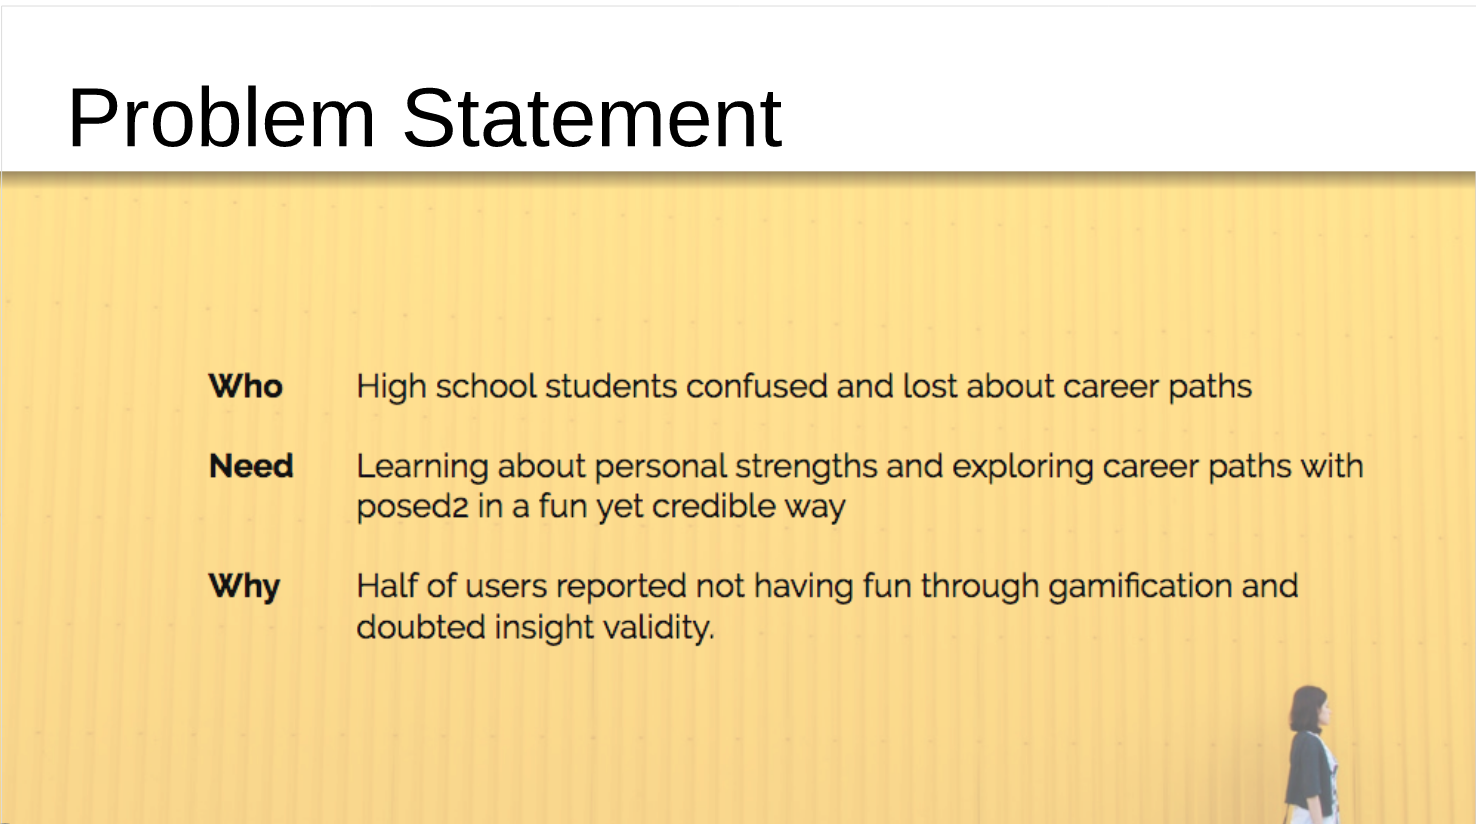 Problem Statement
Who High school students confused and lost about career paths
Need Learning about personal strengths and exploring career paths with
posed2 in a fun yet credible way
Why Half of users reported not having fun through gamification and
doubted insight validity.